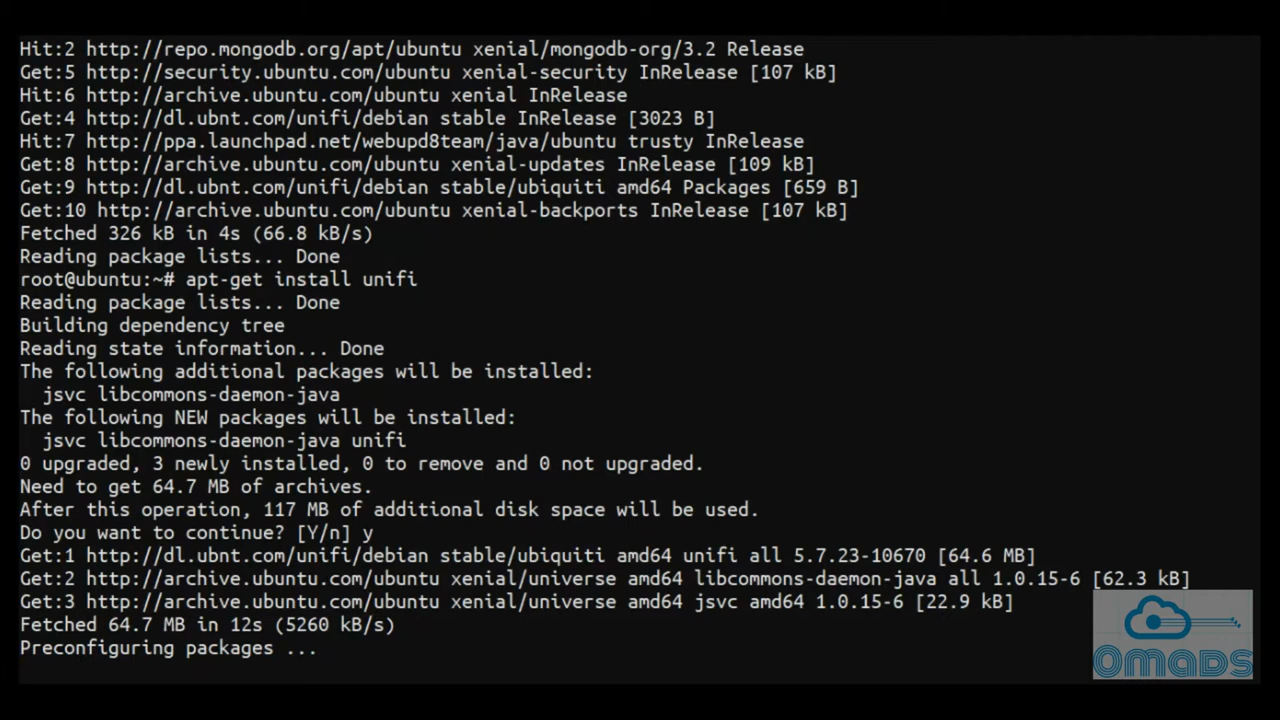 Hit:2 http://repo.mongodb.org/apt/ubuntu xenial/mongodb-org/3.2 Release
Get:5 http://security.ubuntu.com/ubuntu xenial-security InRelease [107 kB]
Hit:6 http://archive.ubuntu.com/ubuntu xenial InRelease
Get:4 http://dl.ubnt.com/unifi/debian stable InRelease [3023 B]
Hit:7 http://ppa.launchpad.net/webupd8team/java/ubuntu trusty InRelease
Get:8 http://archive.ubuntu.com/ubuntu xenial-updates InRelease [109 kB]
Get:9 http://dl.ubnt.com/unifi/debian stable/ubiquiti amd64 Packages [659 B]
Get:10 http://archive.ubuntu.com/ubuntu xenial-backports InRelease [107 kB]
Fetched 326 kB in 4s (66.8 kB/s)
Reading package lists... Done
root@ubuntu:~# apt-get install unifi
Reading package lists... Done
Building dependency tree
Reading state information... Done
The following additional packages will be installed:
  jsvc libcommons-daemon-java
The following NEW packages will be installed:
  jsvc libcommons-daemon-java unifi
0 upgraded, 3 newly installed, 0 to remove and 0 not upgraded.
Need to get 64.7 MB of archives.
After this operation, 117 MB of additional disk space will be used.
Do you want to continue? [Y/n] y
Get:1 http://dl.ubnt.com/unifi/debian stable/ubiquiti amd64 unifi all 5.7.23-10670 [64.6 MB]
Get:2 http://archive.ubuntu.com/ubuntu xenial/universe amd64 libcommons-daemon-java all 1.0.15-6 [62.3 kB]
Get:3 http://archive.ubuntu.com/ubuntu xenial/universe amd64 jsvc amd64 1.0.15-6 [22.9 kB]
Fetched 64.7 MB in 12s (5260 kB/s)
Preconfiguring packages ...
Omads